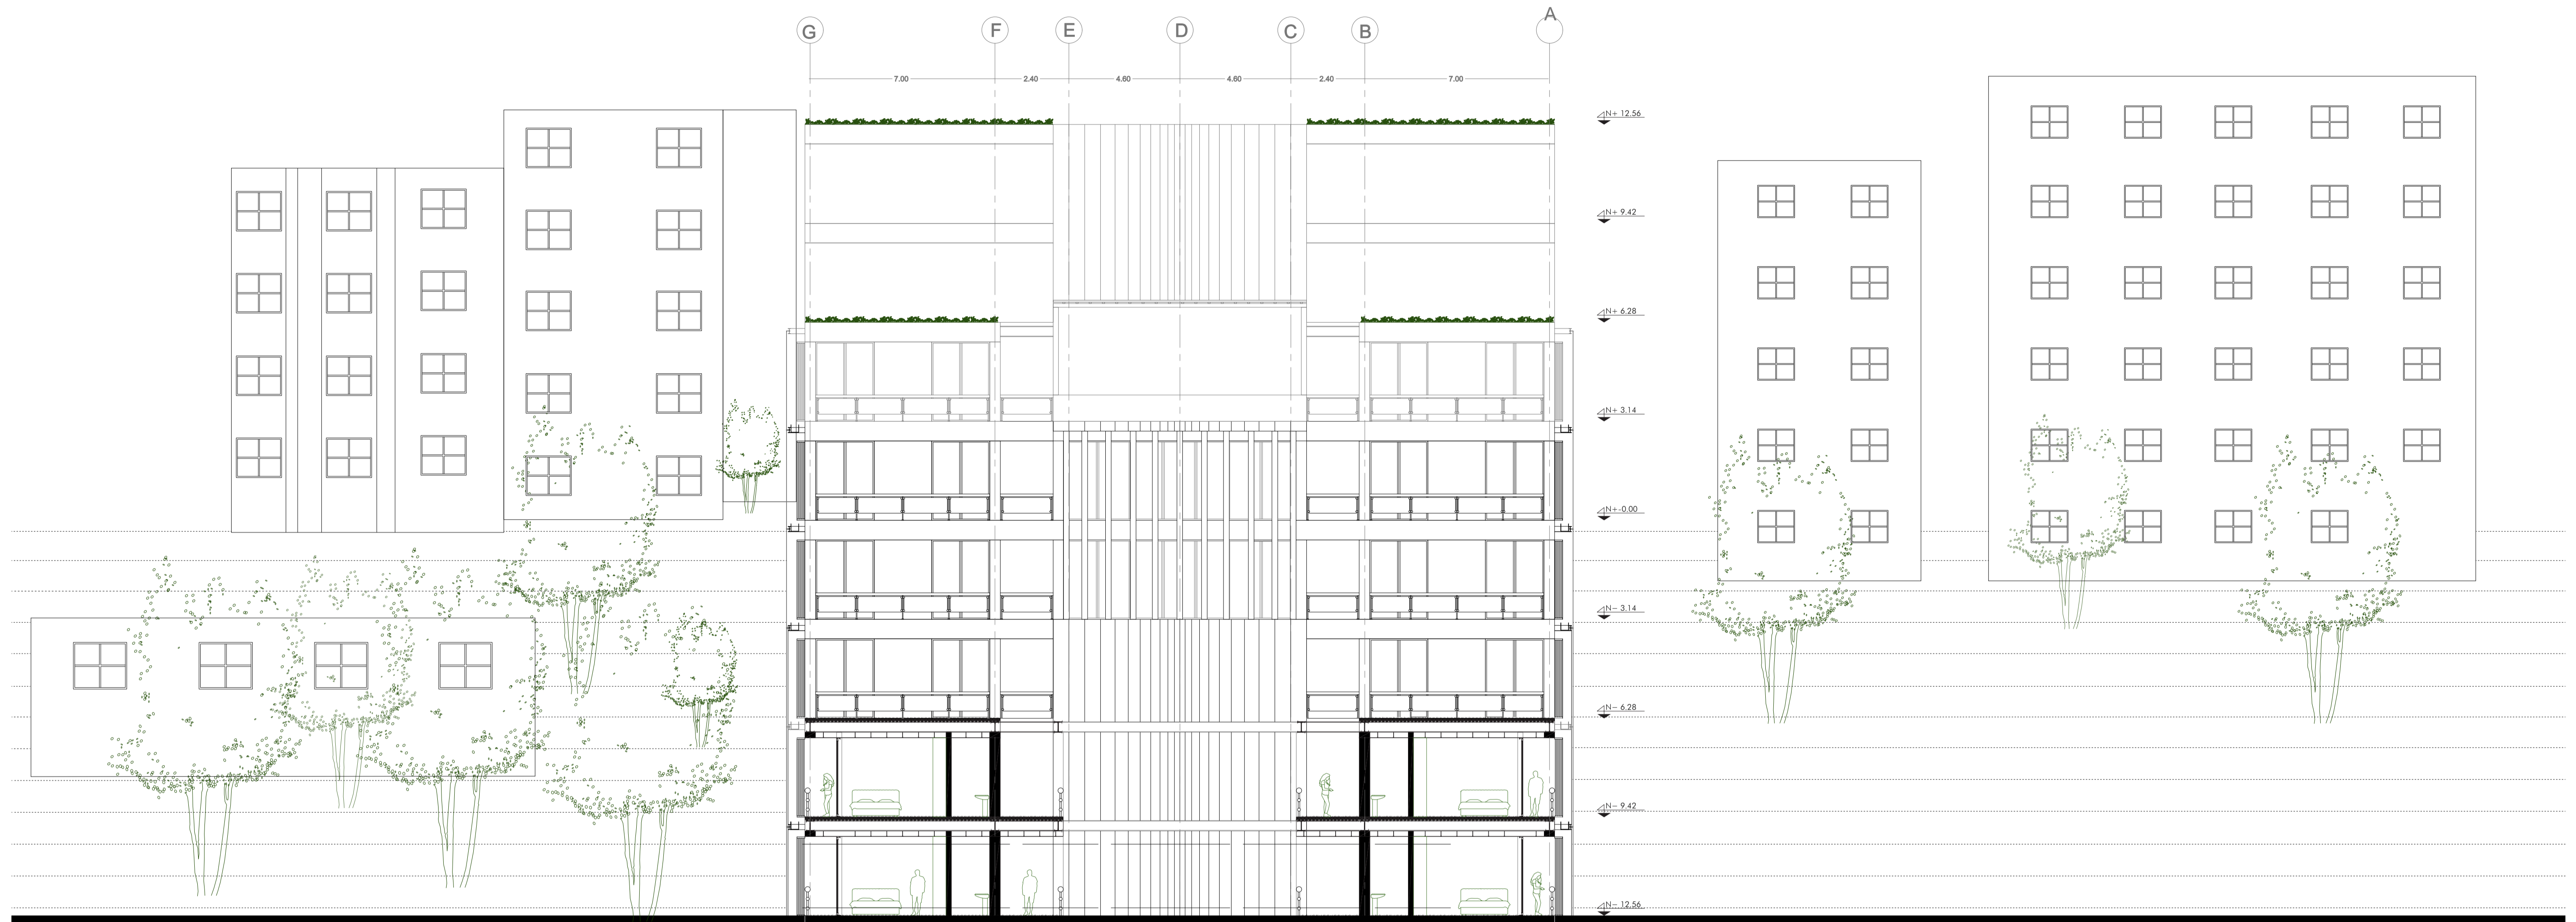 A
G F E D C B
7.00 2.40 4.60 4.60 2.40 7.00
N+ 12.56
N+ 9.42
N+ 6.28
N+ 3.14
N+-0.00
N- 3.14
N- 6.28
N- 9.42
N- 12.56